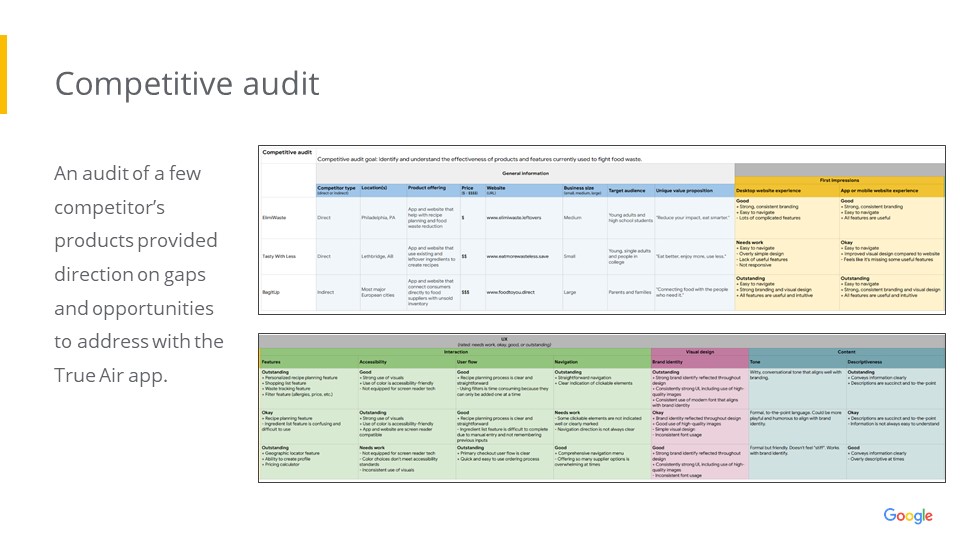 Competitive audit
An audit of a few
competitor's
products provided
direction on gaps
and opportunities
to address with the
True Air app.
Competitive audit
Competitive audit goal: Identify and understand the effectiveness of products and features currently used to fight food waste.
General information
First impressions
Competitor type Location(s) Product offering Price Website Business size Target audience Unique value proposition Desktop website experience App or mobile website experience
(direct or indirect) ($ - $$$$) (URL) (small, medium, large)
ElimiWaste
Direct
Philadelphia, PA
App and website that
help with recipe
planning and food
waste reduction
$
www.elimiwaste.leftovers
Medium
Young adults and
high school students
"Reduce your impact, eat smarter."
Good
+ Strong, consistent branding
+ Easy to navigate
- Lots of complicated features
Good
+ Strong, consistent branding
+ Easy to navigate
+ All features are useful
Tasty With Less
Direct
Lethbridge, AB
App and website that
use existing and
leftover ingredients to
create recipes
$$
www.eatmorewasteless.save
Small
Young, single adults
and people in
college
"Eat better, enjoy more, use less."
Needs work
+ Easy to navigate
- Overly simple design
- Lack of useful features
- Not responsive
Okay
+ Easy to navigate
+ Improved visual design compared to website
- Feels like it's missing some useful features
BegitUp
Indirect
Most major
European cities
App and website that
connect consumers
directly to food
suppliers with unsold
inventory
$$$
www.foodtoyou.direct
Large
Parents and families
"Connecting food with the people
who need it."
Outstanding
+ Easy to navigate
+ Strong branding and visual design
+ All features are useful and intuitive
Outstanding
+ Easy to navigate
+ Strong, consistent branding and visual design
+ All features are useful and intuitive
UX
(rated: needs work, okay, good, or outstanding)
Interaction Visual design Content
Features Accessibility User flow Navigation Brand identity Tone Descriptiveness
Outstanding
+ Personalized recipe planning feature
+ Shopping list feature
+ Waste tracking feature
+ Filter feature (allergies, price, etc.)
Good
+ Strong use of visuals
+ Use of color is accessibility-friendly
- Not equipped for screen reader tech
Good
+ Recipe planning process is clear and
straightforward
- Using filters is time consuming because they
can only be added one at a time
Outstanding
+ Straightforward navigation
+ Clear indication of clickable elements
Outstanding
+ Strong brand identity reflected throughout
design
+ Consistently strong UI, including use of high-
quality images
+ Consistent use of modern font that aligns
with brand identity
Witty, conversational tone that aligns well with
branding.
Outstanding
+ Conveys information clearly
+ Descriptions are succinct and to-the-point
Okay
+ Recipe planning feature
- Ingredient list feature is confusing and
difficult to use
Outstanding
+ Strong use of visuals
+ Use of color is accessibility-friendly
+ App and website are screen reader
compatible
Good
+ Recipe planning process is clear and
straightforward
- Ingredient list feature is difficult to complete
due to manual entry and not remembering
previous inputs
Needs work
- Some clickable elements are not indicated
well or clearly marked
- Navigation direction is not always clear
Okay
+ Brand identity reflected throughout design
+ Good use of high-quality images
- Simple visual design
- Inconsistent font usage
Formal, to-the-point language. Could be more
playful and humorous to align with brand
identity.
Okay
+ Descriptions are succinct and to-the-point
- Information is not always easy to understand
Outstanding
+ Geographic locator feature
+ Ability to create profile
+ Pricing calculator
Needs work
- Not equipped for screen reader tech
- Color choices don't meet accessibility
standards
- Inconsistent use of visuals
Outstanding
+ Primary checkout user flow is clear
+ Quick and easy to use ordering process
Good
+ Comprehensive navigation menu
- Offering so many supplier options is
overwhelming at times
Good
+ Strong brand identity reflected throughout
design
+ Consistently strong UI, including use of high-
quality images
- Inconsistent font usage
Formal but friendly. Doesn't feel "stiff". Works
with brand identity.
Good
+ Conveys information clearly
- Overly descriptive at times
Google